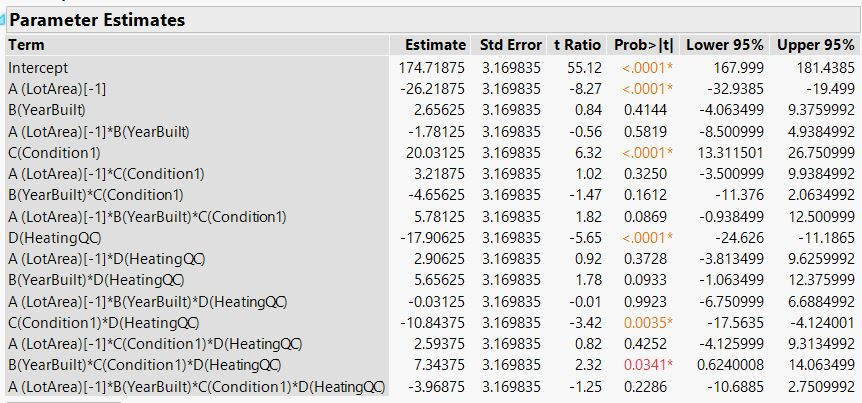 Parameter Estimates
Term Estimate Std Error t Ratio Prob>|t| Lower 95% Upper 95%
Intercept 174.71875 3.169835 55.12 <.0001* 167.999 181.4385
A (LotArea)[-1] -26.21875 3.169835 -8.27 <.0001* -32.9385 -19.499
B(YearBuilt) 2.65625 3.169835 0.84 0.4144 -4.063499 9.3759992
A (LotArea)[-1]*B(YearBuilt) -1.78125 3.169835 -0.56 0.5819 -8.500999 4.9384992
C(Condition1) 20.03125 3.169835 6.32 <.0001* 13.311501 26.750999
A (LotArea)[-1]*C(Condition1) 3.21875 3.169835 1.02 0.3250 -3.500999 9.9384992
B(YearBuilt)*C(Condition1) -4.65625 3.169835 -1.47 0.1612 -11.376 2.0634992
A (LotArea)[-1]*B(YearBuilt)*C(Condition1) 5.78125 3.169835 1.82 0.0869 -0.938499 12.500999
D(HeatingQC) -17.90625 3.169835 -5.65 <.0001* -24.626 -11.1865
A (LotArea)[-1]*D(HeatingQC) 2.90625 3.169835 0.92 0.3728 -3.813499 9.6259992
B(YearBuilt)*D(HeatingQC) 5.65625 3.169835 1.78 0.0933 -1.063499 12.375999
A (LotArea)[-1]*B(YearBuilt)*D(HeatingQC) -0.03125 3.169835 -0.01 0.9923 -6.750999 6.6884992
C(Condition1)*D(HeatingQC) -10.84375 3.169835 -3.42 0.0035* -17.5635 -4.124001
A (LotArea)[-1]*C(Condition1)*D(HeatingQC) 2.59375 3.169835 0.82 0.4252 -4.125999 9.3134992
B(YearBuilt)*C(Condition1)*D(HeatingQC) 7.34375 3.169835 2.32 0.0341* 0.6240008 14.063499
A (LotArea)[-1]*B(YearBuilt)*C(Condition1)*D(HeatingQC) -3.96875 3.169835 -1.25 0.2286 -10.6885 2.7509992